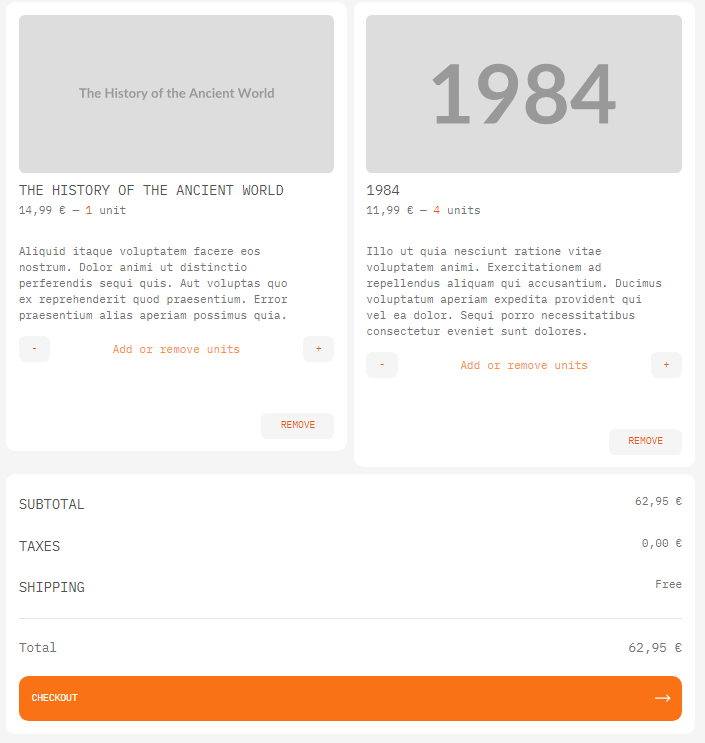 The History of the Ancient World
THE HISTORY OF THE ANCIENT WORLD
14,99 € — 1 unit
Aliquid itaque voluptatem facere eos
nostrum. Dolor animi ut distinctio
perferendis sequi quis. Aut voluptas quo
ex reprehenderit quod praesentium. Error
praesentium alias aperiam possimus quia.
-
Add or remove units
+
REMOVE
1984
1984
11,99 € — 4 units
Illo ut quia nesciunt ratione vitae
voluptatem animi. Exercitationem ad
repellendus aliquam qui accusantium. Ducimus
voluptatum aperiam expedita provident qui
vel ea dolor. Sequi porro necessitatibus
consectetur eveniet sunt dolores.
-
Add or remove units
+
REMOVE
SUBTOTAL 62,95 €
TAXES 0,00 €
SHIPPING Free
Total 62,95 €
CHECKOUT →